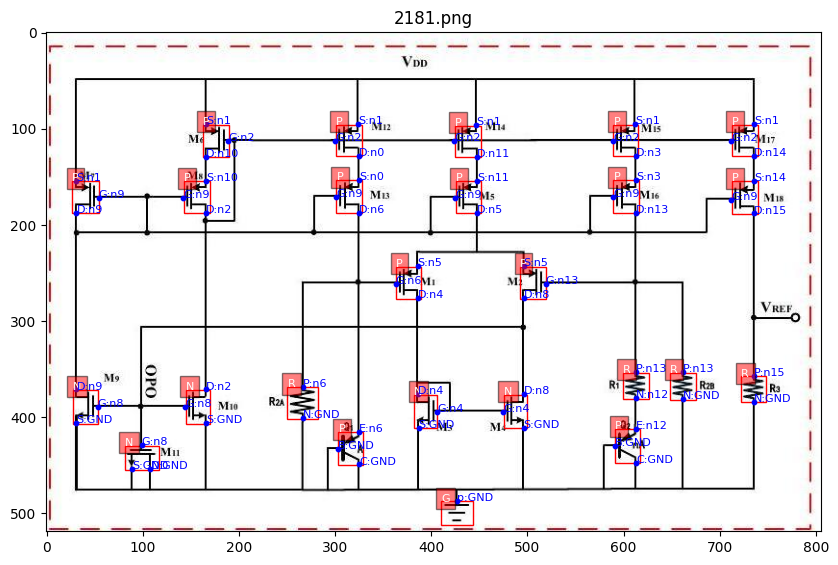 2181.png
V_DD
S:n1
M6
G:n2
D:n10
S:n1
M12
G:n2
D:n0
S:n1
M14
G:n2
D:n11
S:n1
M15
G:n2
D:n3
S:n1
M17
G:n2
D:n14
S:n1
G:n9
D:n9
M8
S:n10
G:n9
D:n2
S:n0
G:n9
M13
D:n6
S:n11
G:n9
M5
D:n5
S:n3
G:n9
M16
D:n13
S:n14
G:n9
M18
D:n15
S:n5
G:n6
M1
D:n4
S:n5
M2
G:n13
D:n8
V_REF
M9
D:n9
G:n8
S:GND
OPO
D:n2
G:n8
M10
S:GND
G:n8
M11
S:GND
R2A
P:n6
N:GND
E:n6
B:GND
C:GND
D:n4
G:n4
S:GND
M3
D:n8
G:n4
M4
S:GND
R1
P:n13
N:n12
P:n13
R2B
N:GND
P:n15
R3
N:GND
E:n12
B:GND
C:GND
p:GND
0
100
200
300
400
500
0 100 200 300 400 500 600 700 800